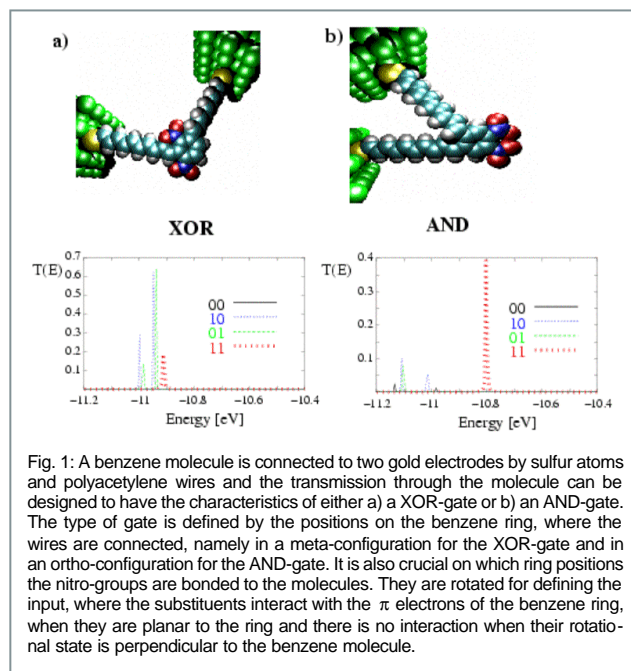 a)
b)
XOR
AND
T(E)
0.7
0.6
0.5
0.4
0.3
0.2
0.1
00
10
01
11
−11.2
−11
−10.8
−10.6
−10.4
Energy [eV]
T(E)
0.4
0.3
0.2
0.1
00
10
01
11
−11.2
−11
−10.8
−10.6
−10.4
Energy [eV]
Fig. 1: A benzene molecule is connected to two gold electrodes by sulfur atoms
and polyacetylene wires and the transmission through the molecule can be
designed to have the characteristics of either a) a XOR-gate or b) an AND-gate.
The type of gate is defined by the positions on the benzene ring, where the
wires are connected, namely in a meta-configuration for the XOR-gate and in
an ortho-configuration for the AND-gate. It is also crucial on which ring positions
the nitro-groups are bonded to the molecules. They are rotated for defining the
input, where the substituents interact with the π electrons of the benzene ring,
when they are planar to the ring and there is no interaction when their rotatio-
nal state is perpendicular to the benzene molecule.